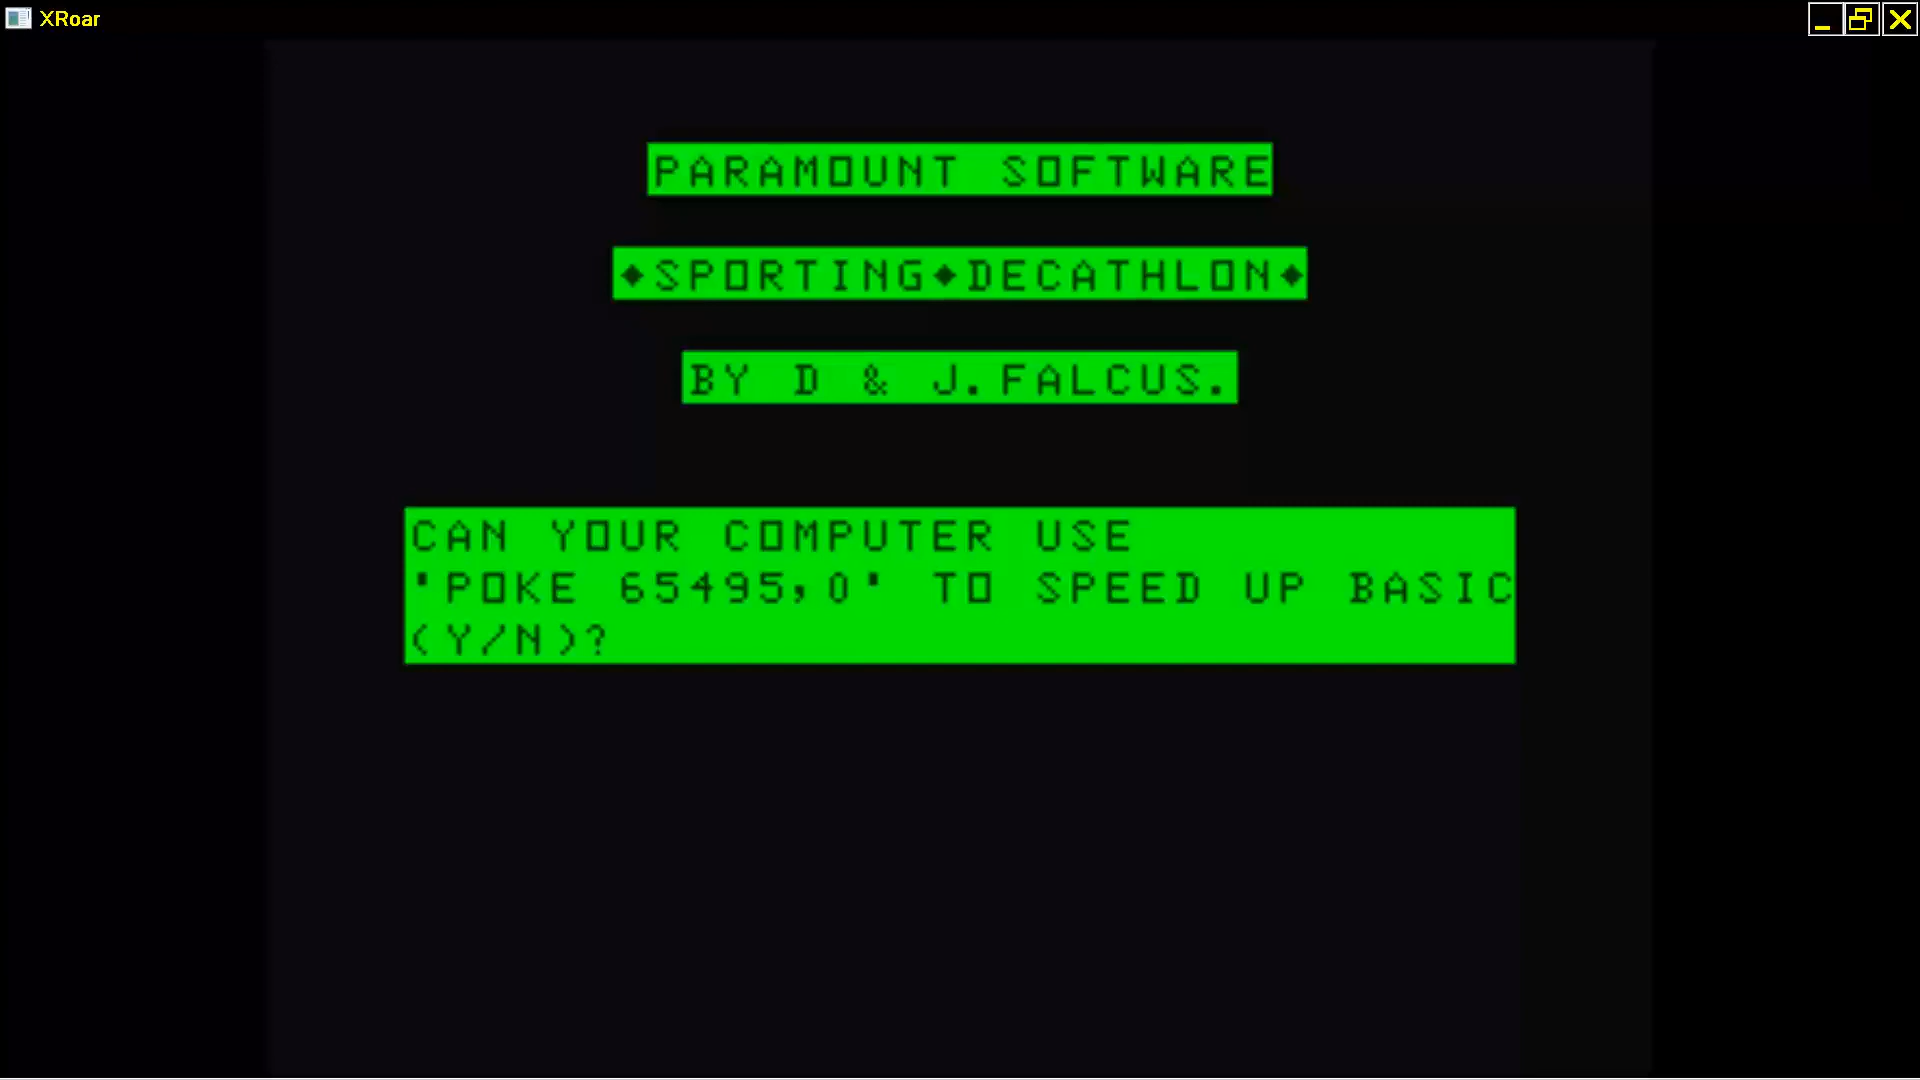 XRoar
PARAMOUNT SOFTWARE
◆SPORTING◆DECATHLON◆
BY D & J.FALCUS.
CAN YOUR COMPUTER USE
'POKE 65495,0' TO SPEED UP BASIC
(Y/N)?